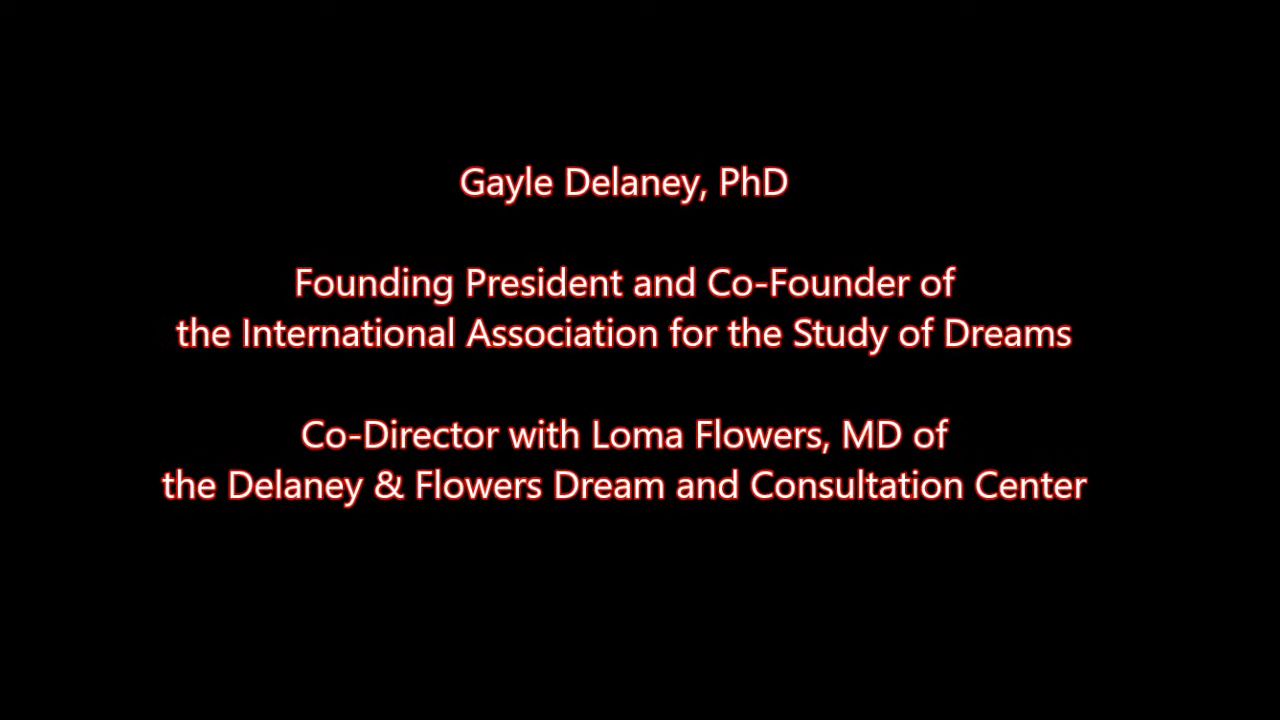 Gayle Delaney, PhD
Founding President and Co-Founder of
the International Association for the Study of Dreams
Co-Director with Loma Flowers, MD of
the Delaney & Flowers Dream and Consultation Center